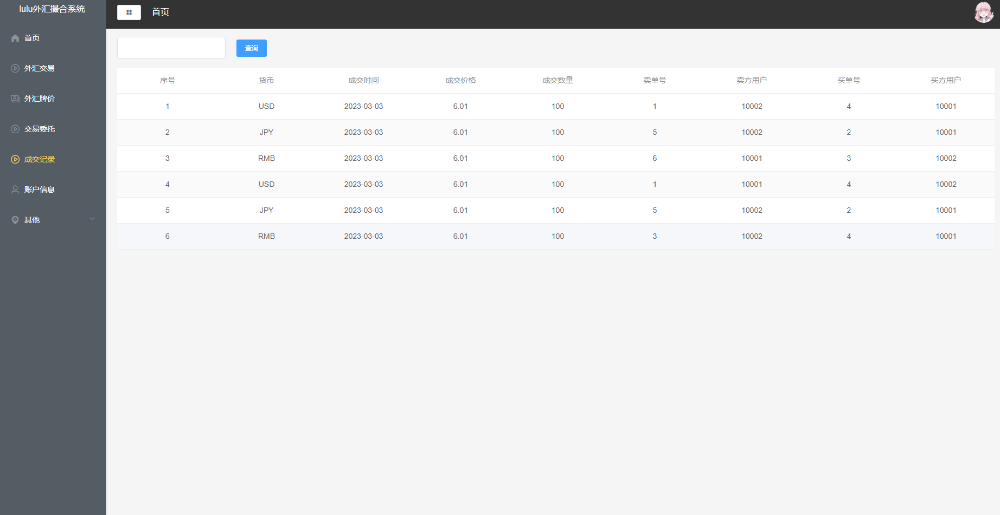 lulu外汇撮合系统
首页
外汇交易
外汇牌价
交易委托
成交记录
账户信息
其他
首页
查询
序号 货币 成交时间 成交价格 成交数量 卖单号 卖方用户 买单号 买方用户
1 USD 2023-03-03 6.01 100 1 10002 4 10001
2 JPY 2023-03-03 6.01 100 5 10002 2 10001
3 RMB 2023-03-03 6.01 100 6 10001 3 10002
4 USD 2023-03-03 6.01 100 1 10001 4 10002
5 JPY 2023-03-03 6.01 100 5 10002 2 10001
6 RMB 2023-03-03 6.01 100 3 10002 4 10001